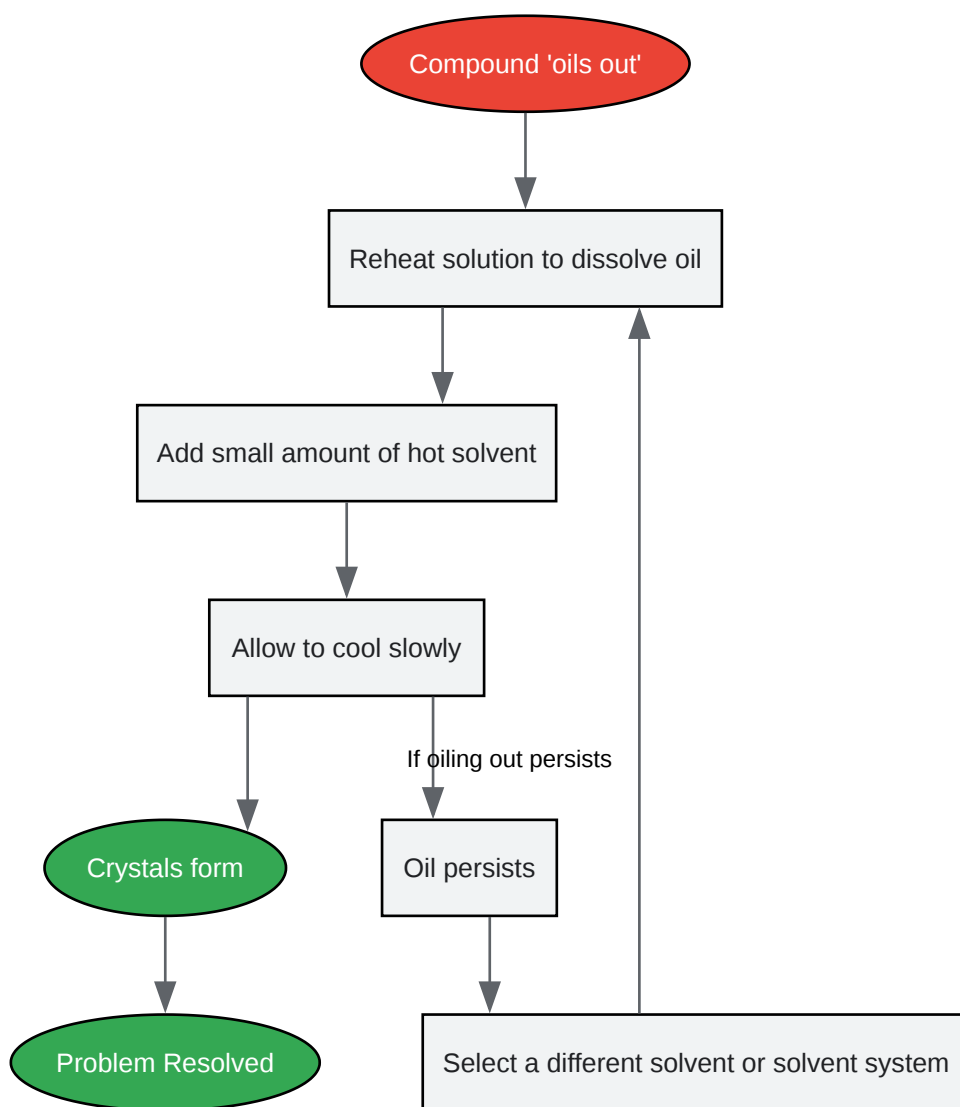 Compound 'oils out'
Reheat solution to dissolve oil
Add small amount of hot solvent
Allow to cool slowly
If oiling out persists
Crystals form
Oil persists
Problem Resolved
Select a different solvent or solvent system